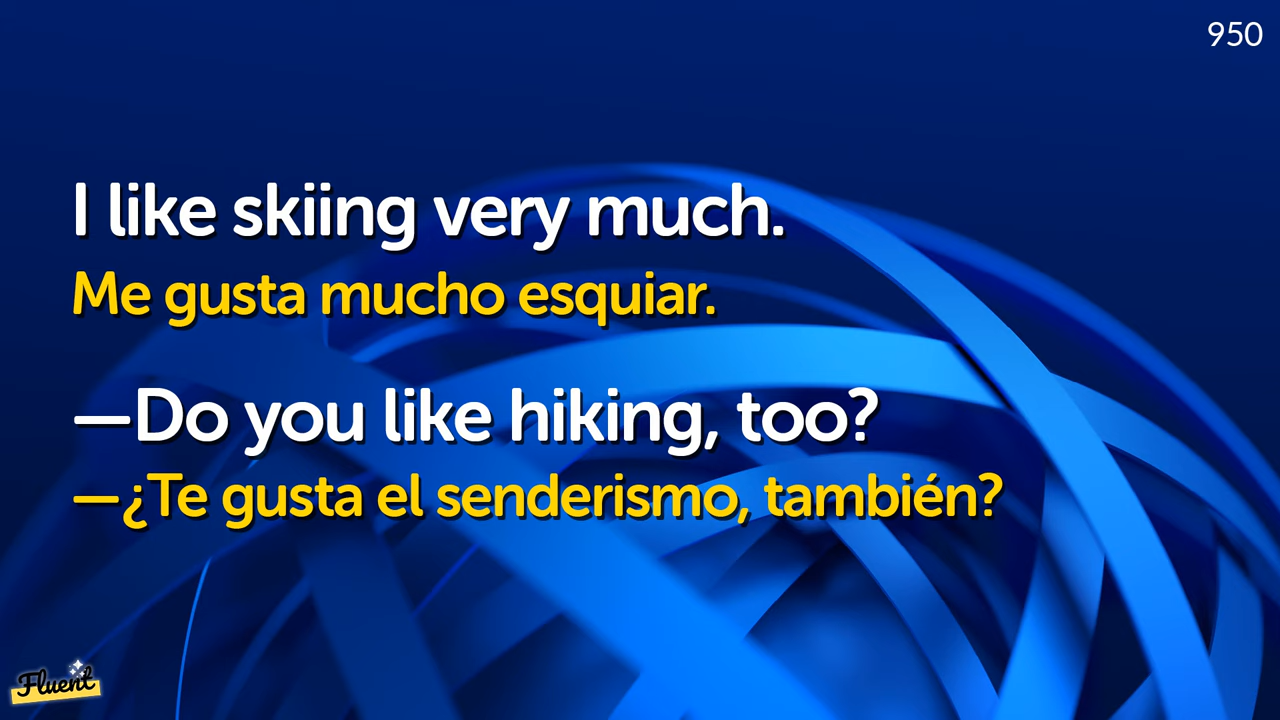 950
I like skiing very much.
Me gusta mucho esquiar.
—Do you like hiking, too?
—¿Te gusta el senderismo, también?
Fluent